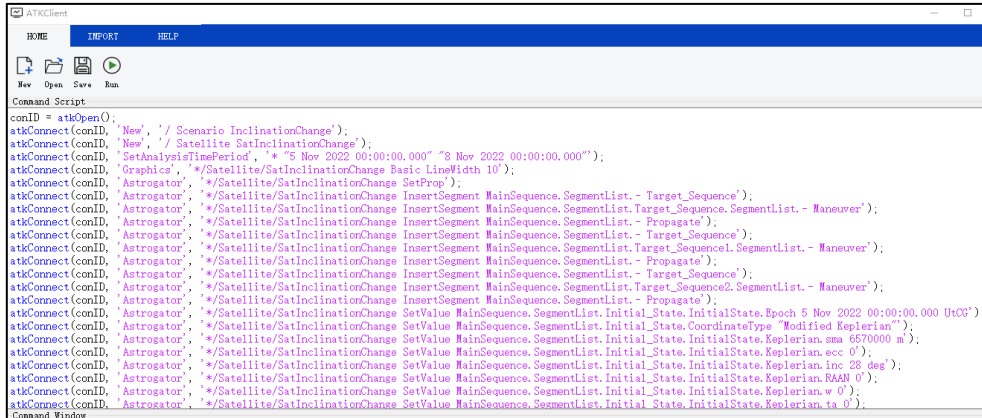 ATKClient
HOME IMPORT HELP
New Open Save Run
Command Script
conID = atkOpen();
atkConnect(conID, 'New', '/ Scenario InclinationChange');
atkConnect(conID, 'New', '/ Satellite SatInclinationChange');
atkConnect(conID, 'SetAnalysisTimePeriod', '* "5 Nov 2022 00:00:00.000" "8 Nov 2022 00:00:00.000"');
atkConnect(conID, 'Graphics', '*/Satellite/SatInclinationChange Basic LineWidth 10');
atkConnect(conID, 'Astrogator', '*/Satellite/SatInclinationChange SetProp');
atkConnect(conID, 'Astrogator', '*/Satellite/SatInclinationChange InsertSegment MainSequence.SegmentList.- Target_Sequence');
atkConnect(conID, 'Astrogator', '*/Satellite/SatInclinationChange InsertSegment MainSequence.SegmentList.Target_Sequence.SegmentList.- Maneuver');
atkConnect(conID, 'Astrogator', '*/Satellite/SatInclinationChange InsertSegment MainSequence.SegmentList.- Propagate');
atkConnect(conID, 'Astrogator', '*/Satellite/SatInclinationChange InsertSegment MainSequence.SegmentList.- Target_Sequence');
atkConnect(conID, 'Astrogator', '*/Satellite/SatInclinationChange InsertSegment MainSequence.SegmentList.Target_Sequence1.SegmentList.- Maneuver');
atkConnect(conID, 'Astrogator', '*/Satellite/SatInclinationChange InsertSegment MainSequence.SegmentList.- Propagate');
atkConnect(conID, 'Astrogator', '*/Satellite/SatInclinationChange InsertSegment MainSequence.SegmentList.- Target_Sequence');
atkConnect(conID, 'Astrogator', '*/Satellite/SatInclinationChange InsertSegment MainSequence.SegmentList.Target_Sequence2.SegmentList.- Maneuver');
atkConnect(conID, 'Astrogator', '*/Satellite/SatInclinationChange InsertSegment MainSequence.SegmentList.- Propagate');
atkConnect(conID, 'Astrogator', '*/Satellite/SatInclinationChange SetValue MainSequence.SegmentList.Initial_State.InitialState.Epoch 5 Nov 2022 00:00:00.000 UtCG')
atkConnect(conID, 'Astrogator', '*/Satellite/SatInclinationChange SetValue MainSequence.SegmentList.Initial_State.CoordinateType "Modified Keplerian"');
atkConnect(conID, 'Astrogator', '*/Satellite/SatInclinationChange SetValue MainSequence.SegmentList.Initial_State.InitialState.Keplerian.sma 6570000 m');
atkConnect(conID, 'Astrogator', '*/Satellite/SatInclinationChange SetValue MainSequence.SegmentList.Initial_State.InitialState.Keplerian.ecc 0');
atkConnect(conID, 'Astrogator', '*/Satellite/SatInclinationChange SetValue MainSequence.SegmentList.Initial_State.InitialState.Keplerian.inc 28 deg');
atkConnect(conID, 'Astrogator', '*/Satellite/SatInclinationChange SetValue MainSequence.SegmentList.Initial_State.InitialState.Keplerian.RAAN 0');
atkConnect(conID, 'Astrogator', '*/Satellite/SatInclinationChange SetValue MainSequence.SegmentList.Initial_State.InitialState.Keplerian.w 0');
atkConnect(conID, 'Astrogator', '*/Satellite/SatInclinationChange SetValue MainSequence.SegmentList.Initial_State.InitialState.Keplerian.ta 0');
Command Window